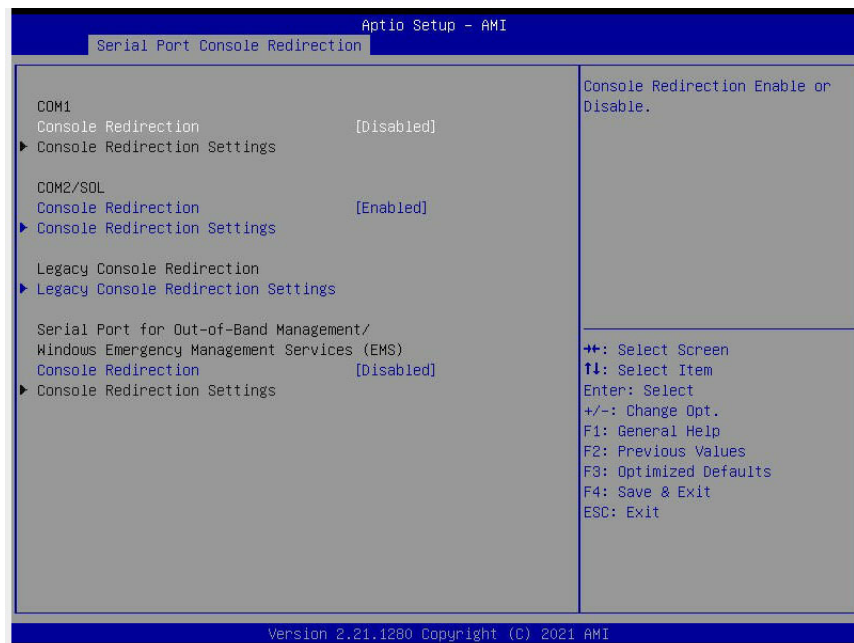 Aptio Setup - AMI
Serial Port Console Redirection
COM1
Console Redirection [Disabled]
Console Redirection Settings
COM2/SOL
Console Redirection [Enabled]
Console Redirection Settings
Legacy Console Redirection
Legacy Console Redirection Settings
Serial Port for Out-of-Band Management/
Windows Emergency Management Services (EMS)
Console Redirection [Disabled]
Console Redirection Settings
Console Redirection Enable or
Disable.
→←: Select Screen
↑↓: Select Item
Enter: Select
+/-: Change Opt.
F1: General Help
F2: Previous Values
F3: Optimized Defaults
F4: Save & Exit
ESC: Exit
Version 2.21.1280 Copyright (C) 2021 AMI